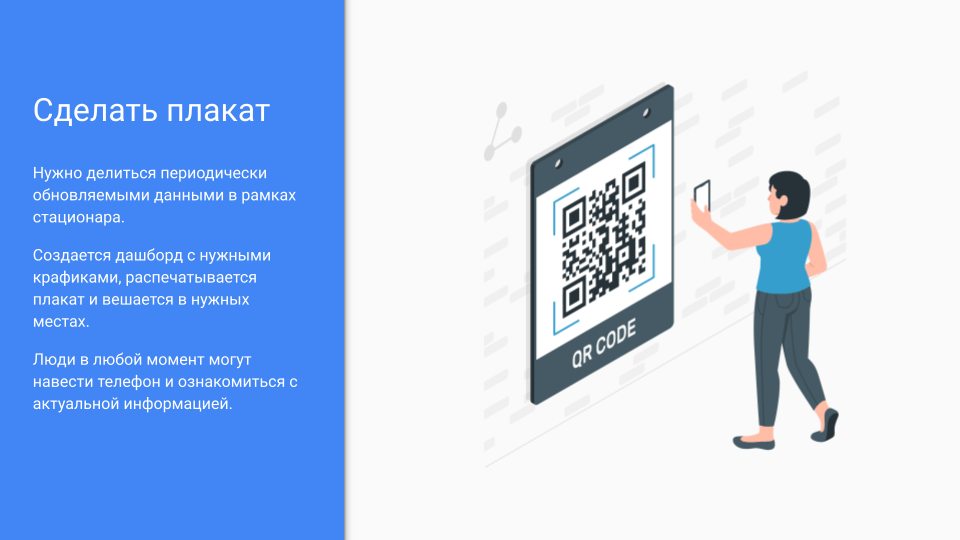 Сделать плакат
Нужно делиться периодически
обновляемыми данными в рамках
стационара.
Создается дашборд с нужными
крафиками, распечатывается
плакат и вешается в нужных
местах.
Люди в любой момент могут
навести телефон и ознакомиться с
актуальной информацией.
QR CODE